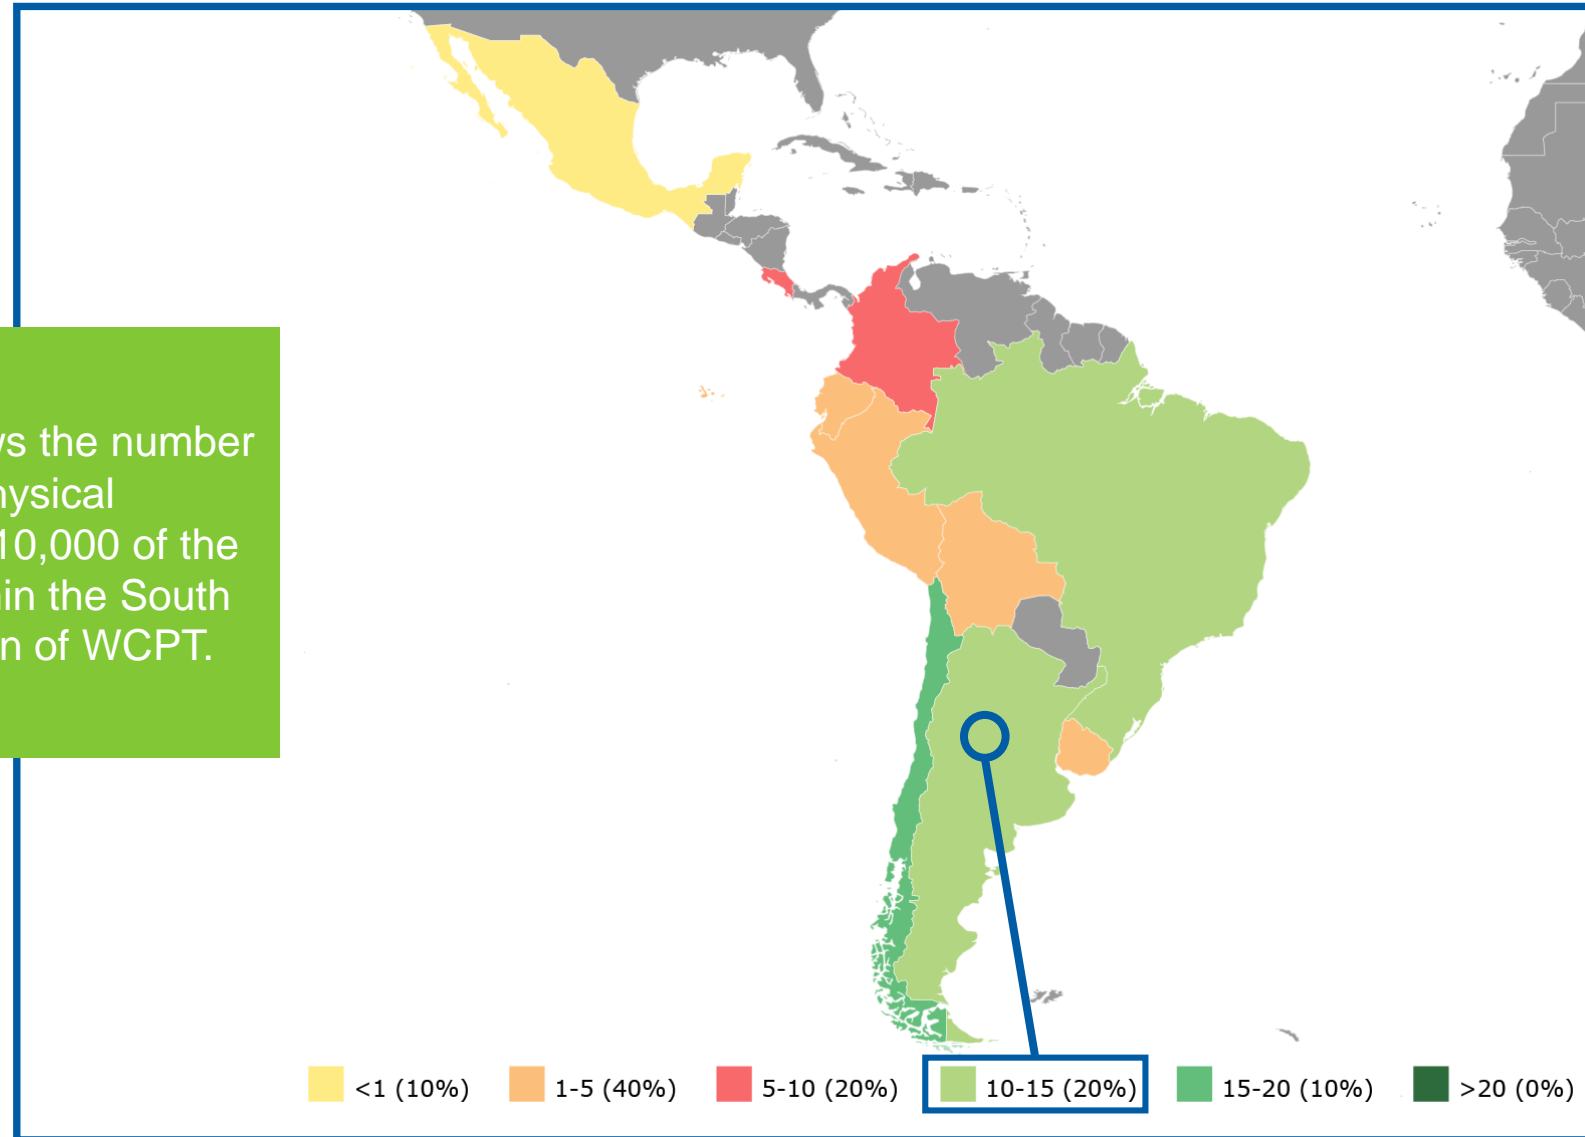 ws the number
hysical
10,000 of the
in the South
n of WCPT.
<1 (10%)
1-5 (40%)
5-10 (20%)
10-15 (20%)
15-20 (10%)
>20 (0%)